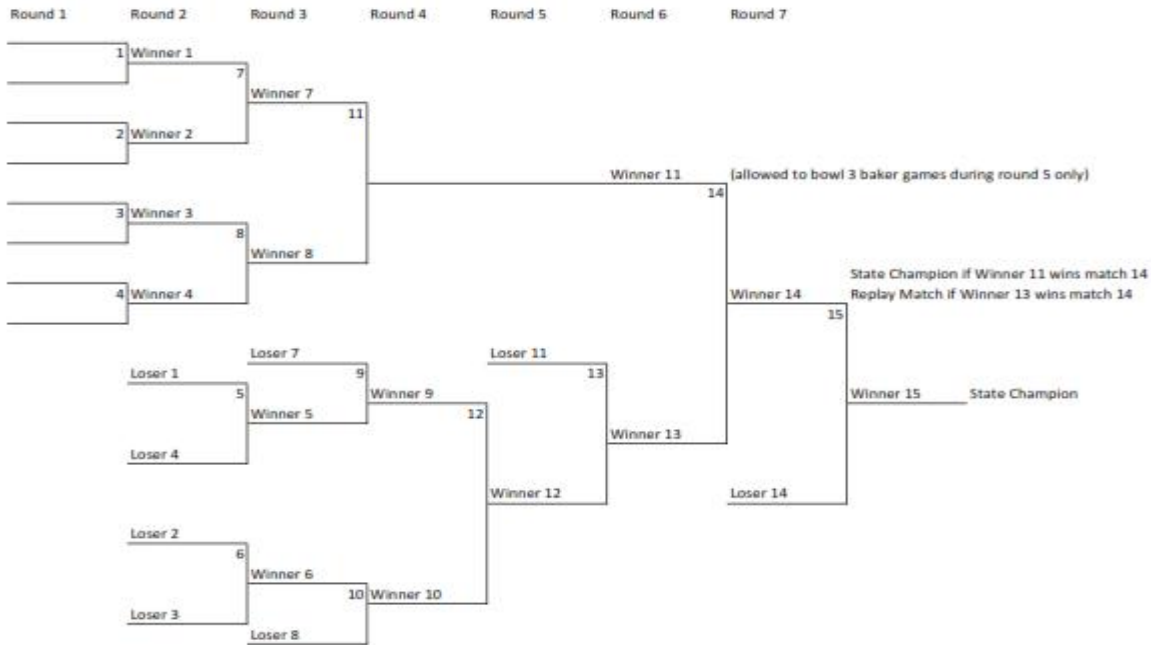 Round 1 Round 2 Round 3 Round 4 Round 5 Round 6 Round 7
1 Winner 1
7
Winner 7
11
2 Winner 2
Winner 11 (allowed to bowl 3 baker games during round 5 only)
14
3 Winner 3
8
Winner 8
State Champion if Winner 11 wins match 14
4 Winner 4
Winner 14 Replay Match if Winner 13 wins match 14
15
Loser 7 Loser 11
Loser 1 9 13
5 Winner 9 Winner 15 State Champion
Winner 5 12
Winner 13
Loser 4
Winner 12 Loser 14
Loser 2
6
Winner 6
10 Winner 10
Loser 3
Loser 8